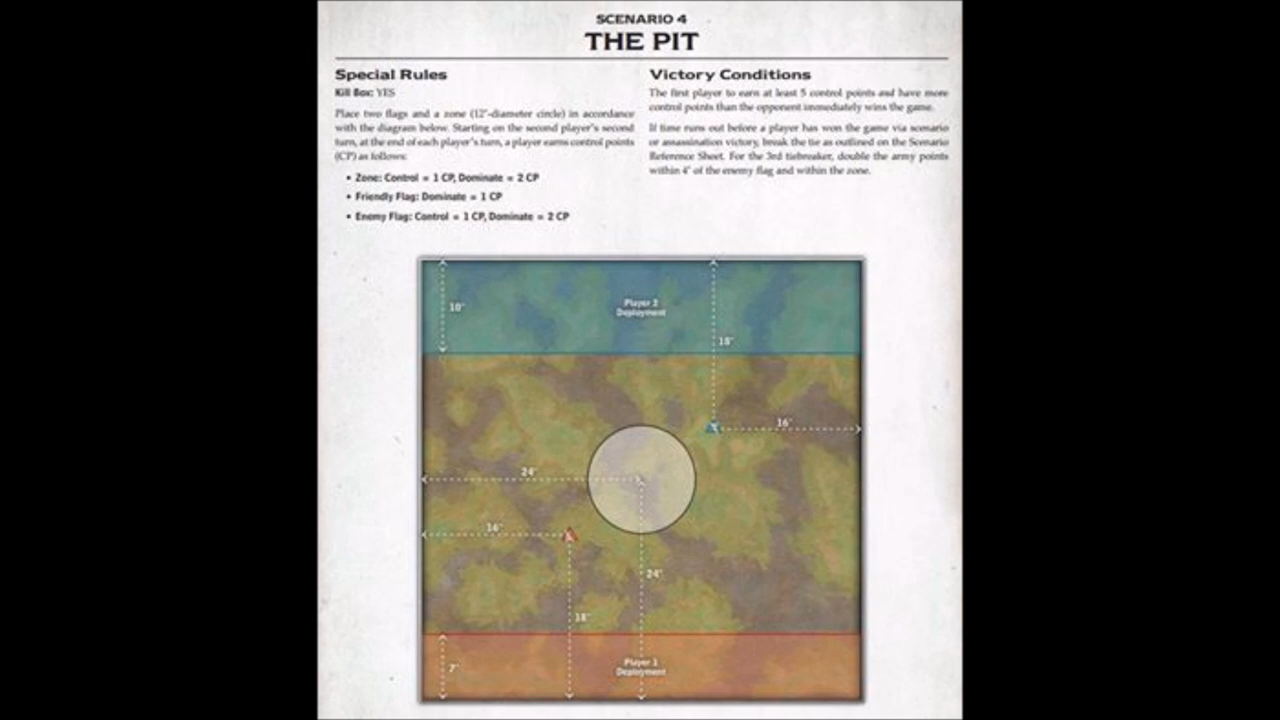 SCENARIO 4
THE PIT
Special Rules
Kill Box: YES
Place two flags and a zone (12"-diameter circle) in accordance
with the diagram below. Starting on the second player's second
turn, at the end of each player's turn, a player earns control points
(CP) as follows:
• Zone: Control = 1 CP, Dominate = 2 CP
• Friendly Flag: Dominate = 1 CP
• Enemy Flag: Control = 1 CP, Dominate = 2 CP
Victory Conditions
The first player to earn at least 5 control points and have more
control points than the opponent immediately wins the game.
If time runs out before a player has won the game via scenario
or assassination victory, break the tie as outlined on the Scenario
Reference Sheet. For the 3rd tiebreaker, double the army points
within 4" of the enemy flag and within the zone.
10"
Player 2
Deployment
18"
16"
24"
16"
24"
18"
7"
Player 1
Deployment